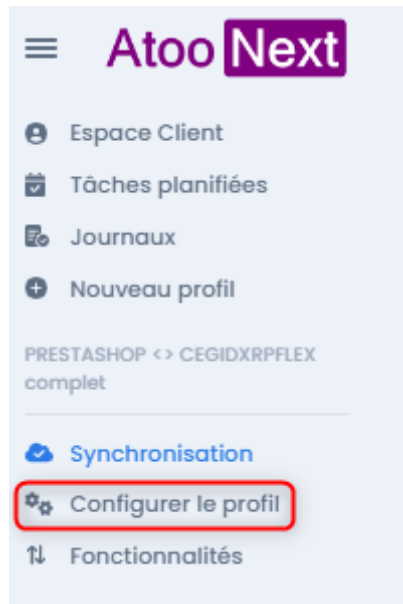 Atoo Next
Espace Client
Tâches planifiées
Journaux
Nouveau profil
PRESTASHOP <> CEGIDXRPFLEX
complet
Synchronisation
Configurer le profil
Fonctionnalités